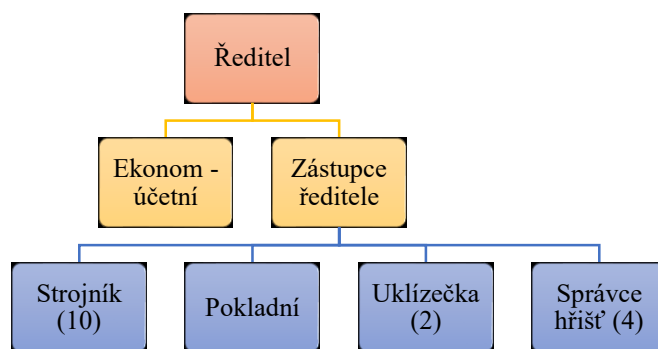 Ředitel
Ekonom -
účetní
Zástupce
ředitele
Strojník
(10)
Pokladní
Uklízečka
(2)
Správce
hřišť (4)